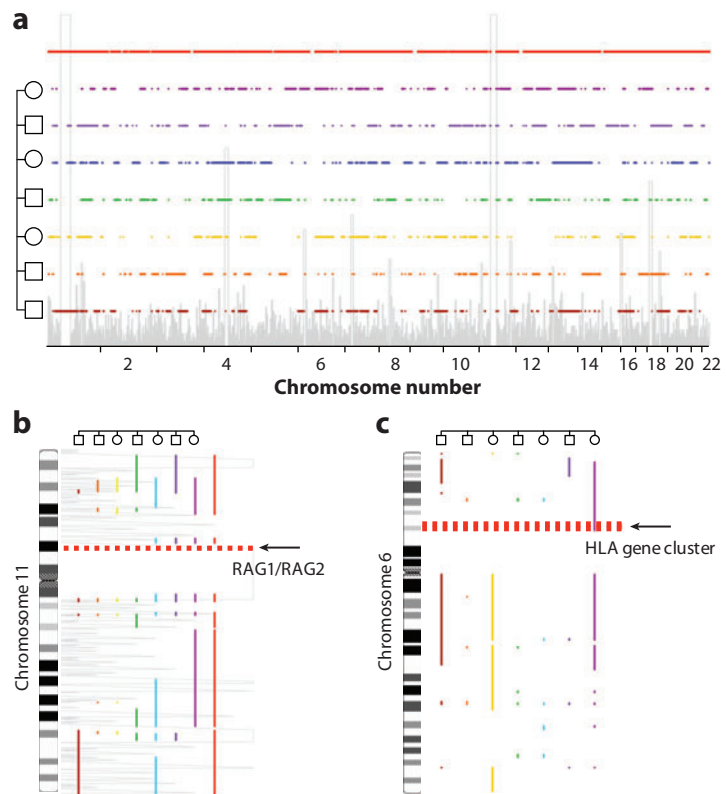 a
2 4 6 8 10 12 14 16 18 20 22
Chromosome number
b
Chromosome 11
RAG1/RAG2
c
Chromosome 6
HLA gene cluster